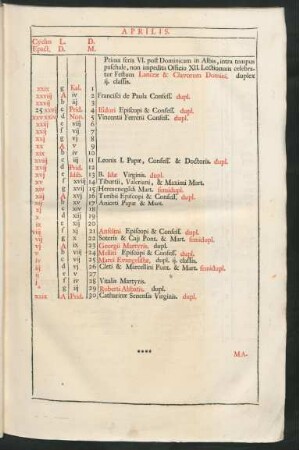 APRILIS.
Cyclus L. D.
Epact. D. M.
Prima feria VI. post Dominicam in Albis, intra tempus
paschale, non impedita Officio XII. Lectionum celebra-
tur Festum Lanceæ & Clavorum Domini, duplex
ij. classis.
xxix g Kal. 1
xxviij A iv 2 Francisci de Paula Confess. dupl.
xxvij b iij 3
25 xxvj c Prid. 4 Isidori Episcopi & Confess. dupl.
xxvxxiv d Non. 5 Vincentii Ferrerii Confess. dupl.
xxiij e viij 6
xxij f vij 7
xxj g vj 8
xx A v 9
xix b iv 10
xviij c iij 11 Leonis I. Papæ, Confess. & Doctoris. dupl.
xvij d Prid. 12
xvj e Idib. 13 B. Idæ Virginis. dupl.
xv f xviij 14 Tiburtii, Valeriani, & Maximi Mart.
xiv g xvij 15 Hermenegildi Mart. semidupl.
xiij A xvj 16 Turibii Episcopi & Confess. dupl.
xij b xv 17 Aniceti Papæ & Mart.
xj c xiv 18
x d xiij 19
ix e xij 20
viij f xj 21 Anselmi Episcopi & Confess. dupl.
vij g x 22 Soteris & Caji Pont. & Mart. semidupl.
vj A ix 23 Georgii Martyris. dupl.
v b viij 24 Melliti Episcopi & Confess. dupl.
iv c vij 25 Marci Evangelistæ, dupl. ij. classis.
iij d vj 26 Cleti & Marcellini Pont. & Mart. semidupl.
ij e v 27
j f iv 28 Vitalis Martyris.
* g iij 29 Roberti Abbatis. dupl.
xxix A Prid. 30 Catharinæ Senensis Virginis. dupl.
****
MA-